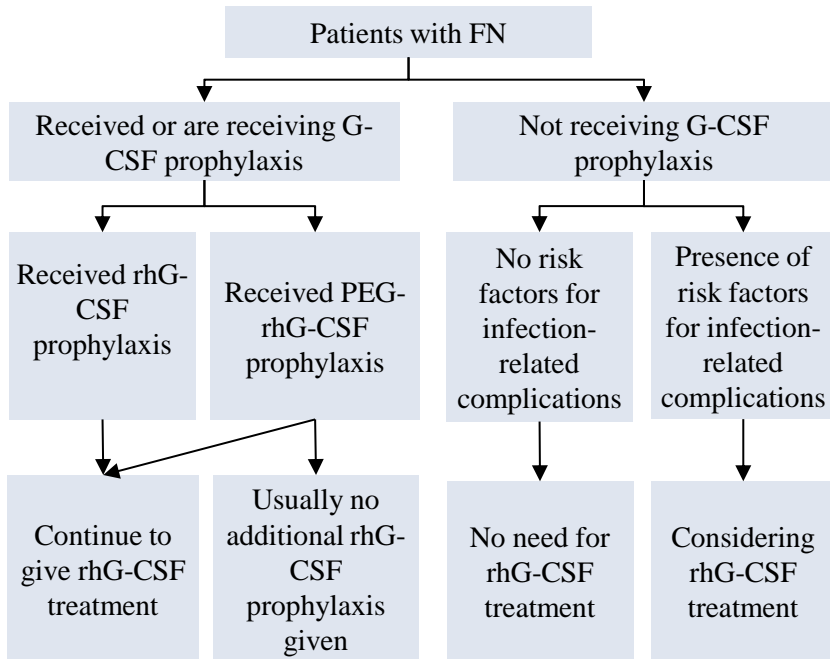 Patients with FN
Received or are receiving G-
CSF prophylaxis
Not receiving G-CSF
prophylaxis
Received rhG-
CSF
prophylaxis
Received PEG-
rhG-CSF
prophylaxis
No risk
factors for
infection-
related
complications
Presence of
risk factors
for infection-
related
complications
Continue to
give rhG-CSF
treatment
Usually no
additional rhG-
CSF
prophylaxis
given
No need for
rhG-CSF
treatment
Considering
rhG-CSF
treatment